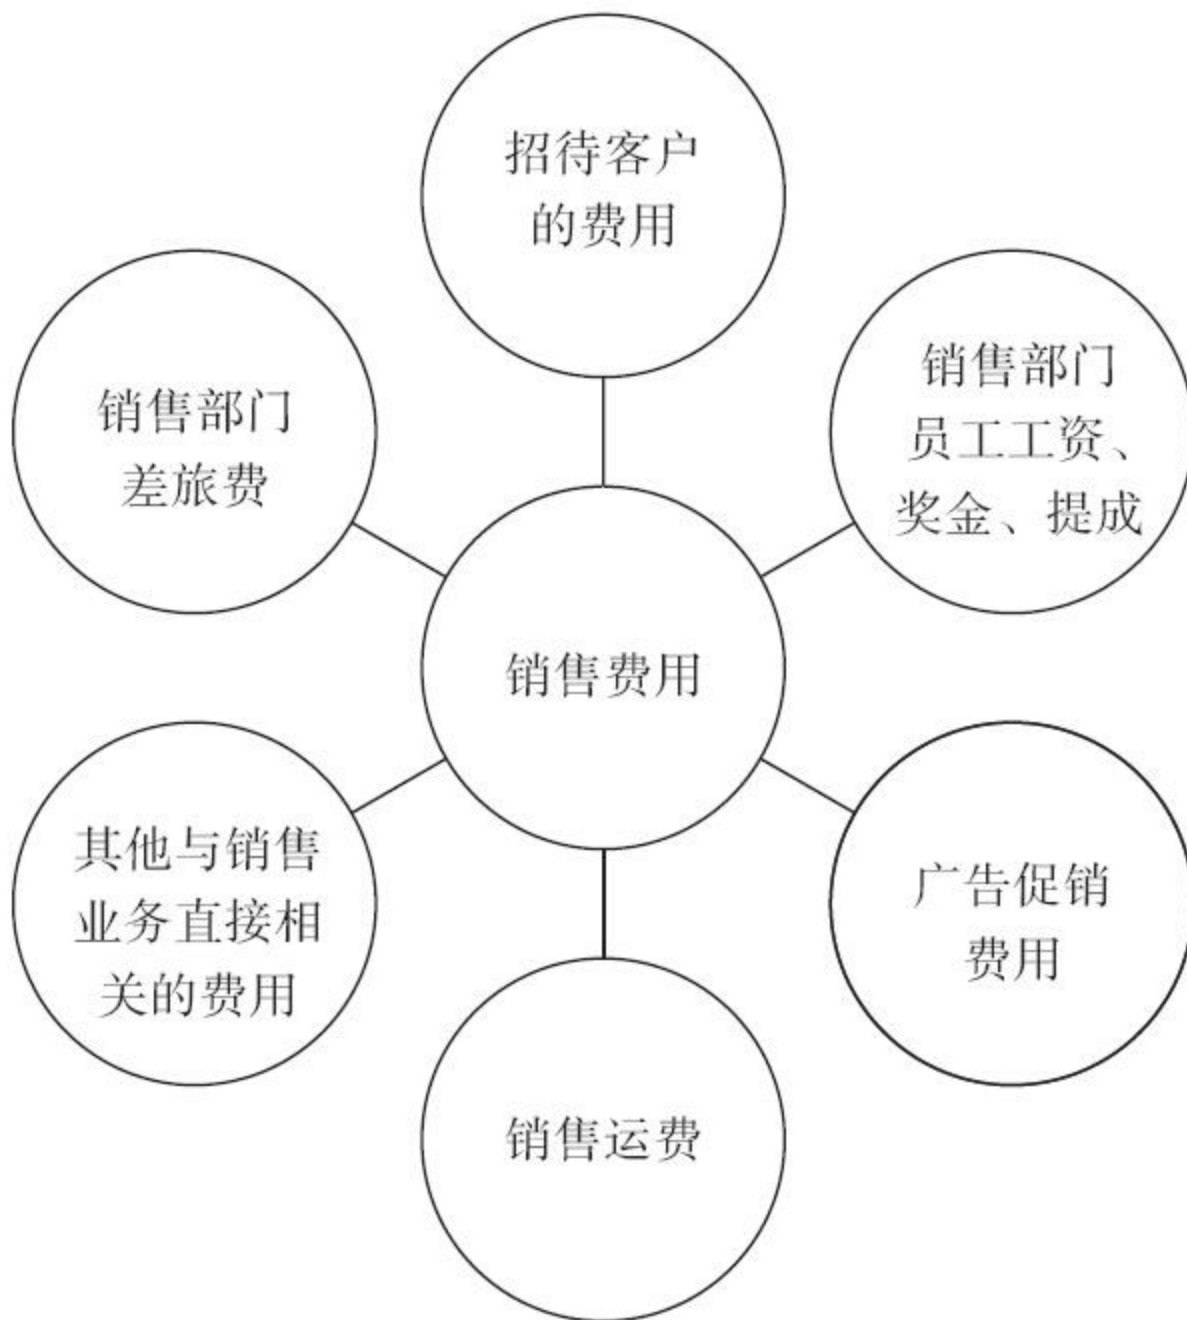 招待客户
的费用
销售部门
员工工资、
奖金、提成
销售部门
差旅费
销售费用
其他与销售
业务直接相
关的费用
广告促销
费用
销售运费